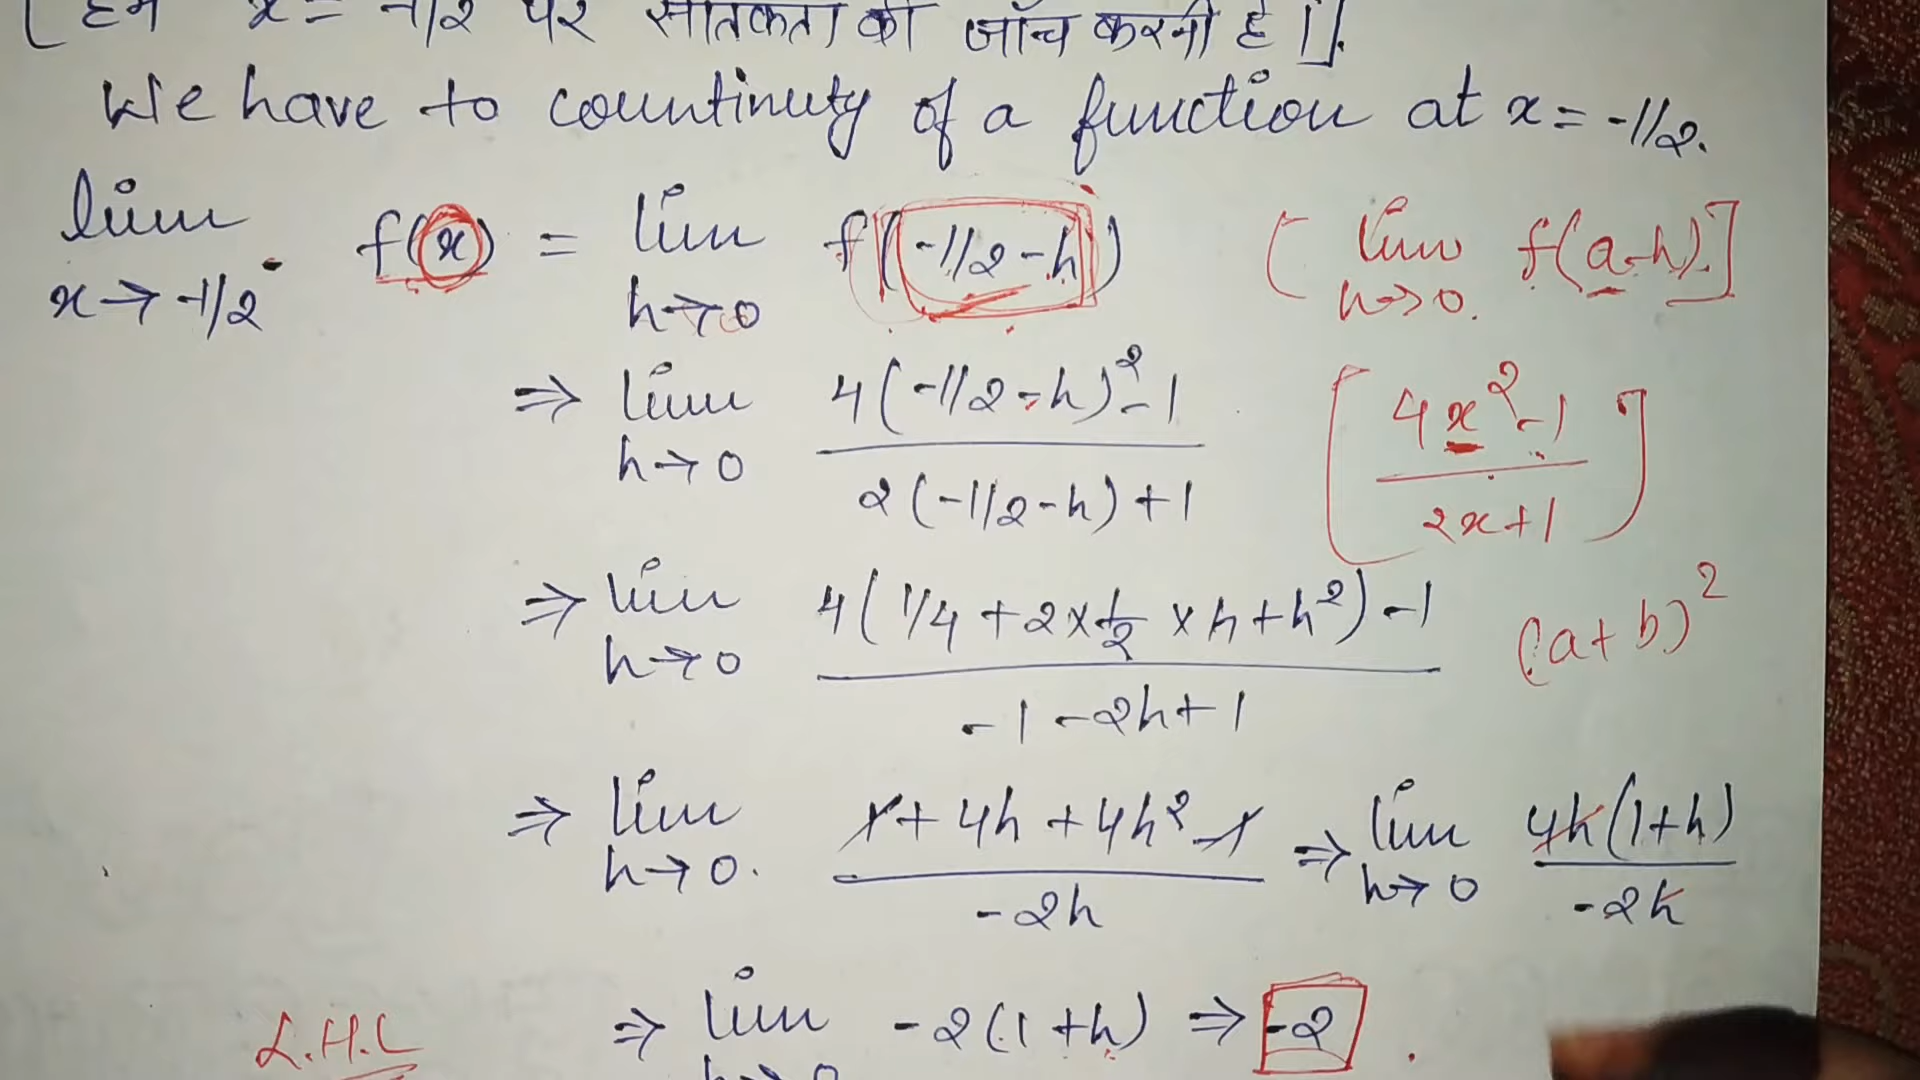 [हमें x = -1/2 पर सातत्कता की जाँच करनी है।].
We have to countinuty of a function at x = -1/2.
lim x→-1/2⁻ f(x) = lim h→0 f(-1/2-h) [lim h→0. f(a-h).]
⇒ lim h→0 4(-1/2-h)²-1 / 2(-1/2-h)+1 [4x²-1 / 2x+1]
⇒ lim h→0 4(1/4+2×1/2×h+h²)-1 / -1-2h+1 (a+b)²
⇒ lim h→0. 1+4h+4h²-1 / -2h ⇒ lim h→0 4h(1+h) / -2h
L.H.L ⇒ lim h→0 -2(1+h) ⇒ -2.